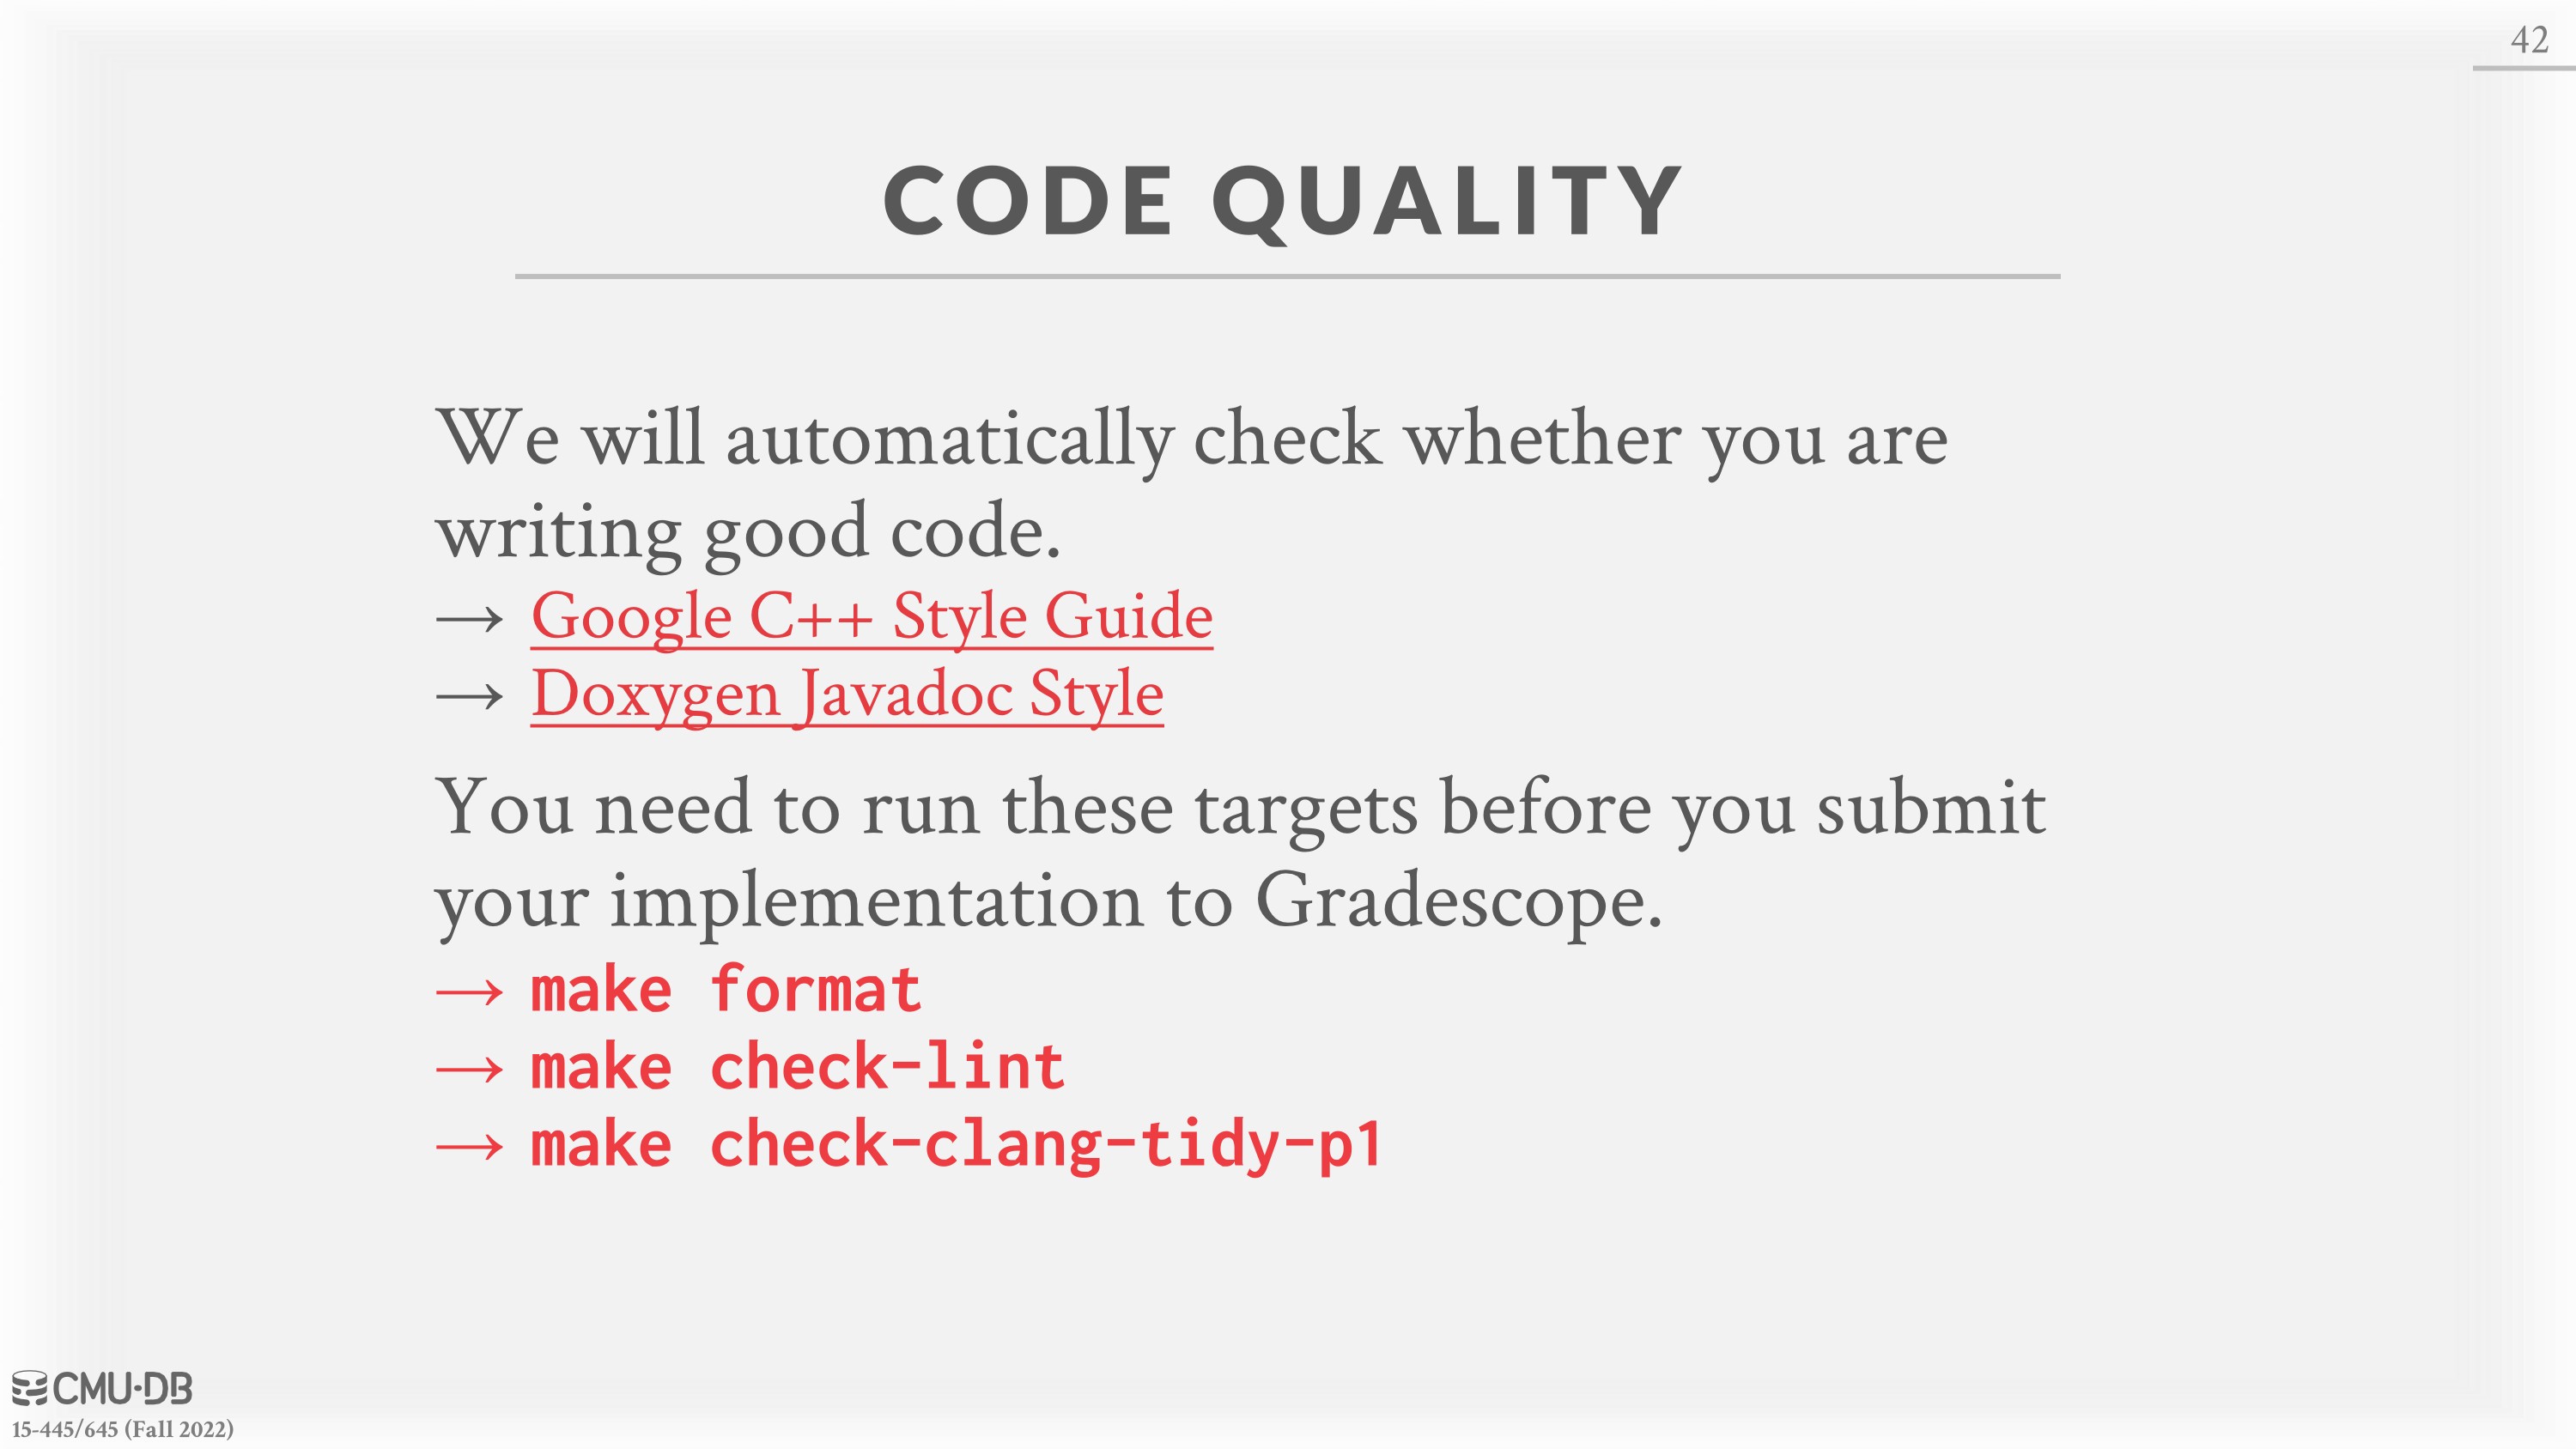 42
CODE QUALITY
We will automatically check whether you are
writing good code.
→ Google C++ Style Guide
→ Doxygen Javadoc Style
You need to run these targets before you submit
your implementation to Gradescope.
→ make format
→ make check-lint
→ make check-clang-tidy-p1
CMU·DB
15-445/645 (Fall 2022)